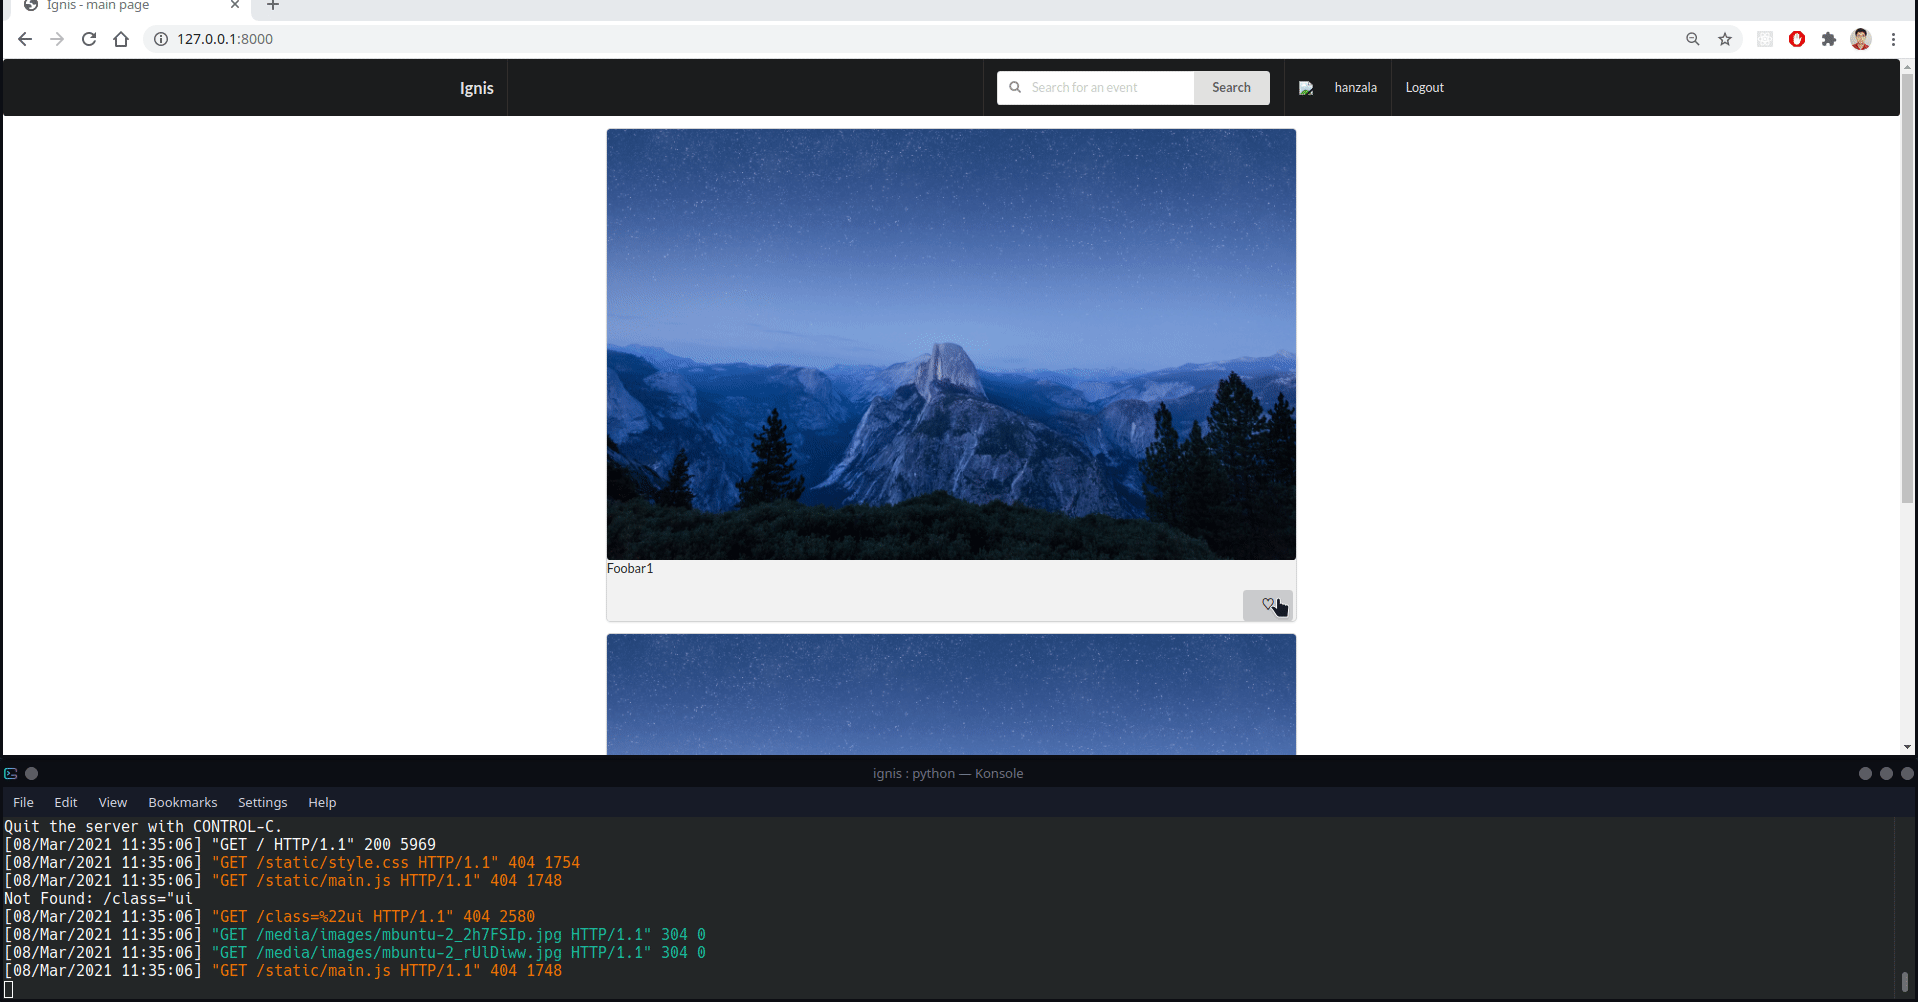 Ignis - main page
127.0.0.1:8000
Ignis
Search for an event
Search
hanzala
Logout
Foobar1
ignis : python — Konsole
File Edit View Bookmarks Settings Help
Quit the server with CONTROL-C.
[08/Mar/2021 11:35:06] "GET / HTTP/1.1" 200 5969
[08/Mar/2021 11:35:06] "GET /static/style.css HTTP/1.1" 404 1754
[08/Mar/2021 11:35:06] "GET /static/main.js HTTP/1.1" 404 1748
Not Found: /class="ui
[08/Mar/2021 11:35:06] "GET /class=%22ui HTTP/1.1" 404 2580
[08/Mar/2021 11:35:06] "GET /media/images/mbuntu-2_2h7FSIp.jpg HTTP/1.1" 304 0
[08/Mar/2021 11:35:06] "GET /media/images/mbuntu-2_rUlDiww.jpg HTTP/1.1" 304 0
[08/Mar/2021 11:35:06] "GET /static/main.js HTTP/1.1" 404 1748